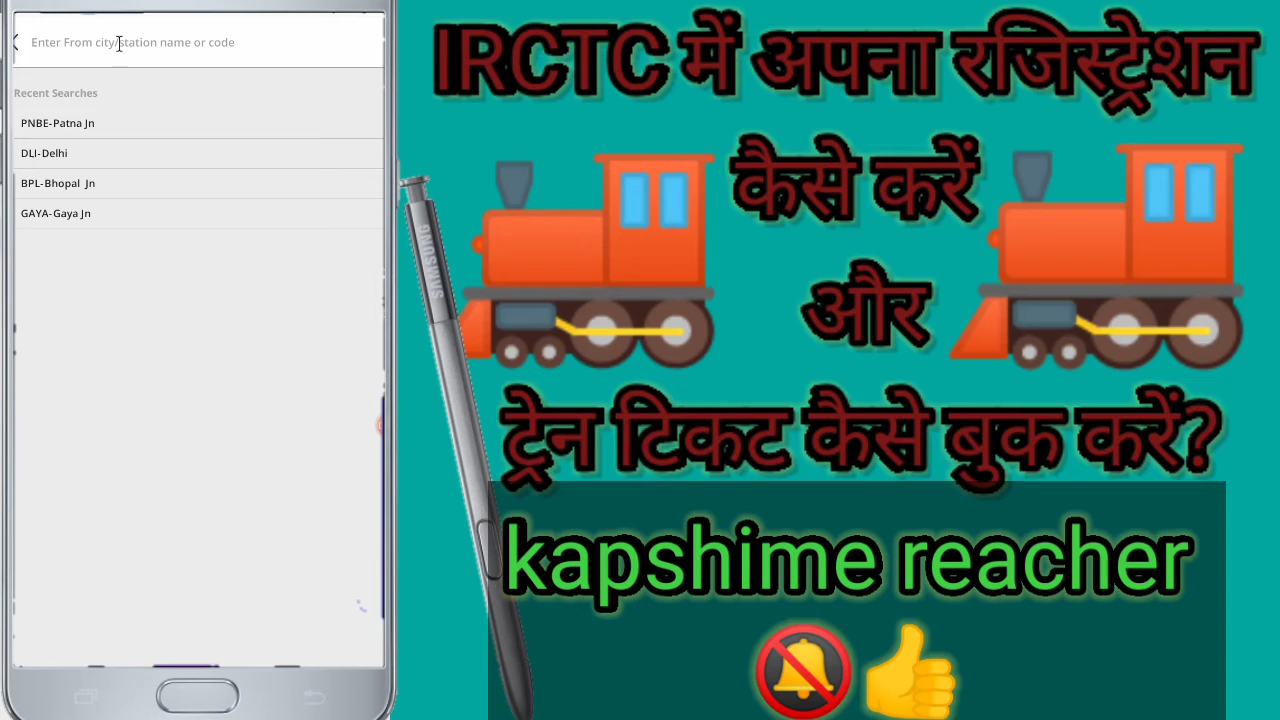 Enter From city/station name or code
Recent Searches
PNBE-Patna Jn
DLI-Delhi
BPL-Bhopal Jn
GAYA-Gaya Jn
SAMSUNG
IRCTC में अपना रजिस्ट्रेशन
कैसे करें
और
ट्रेन टिकट कैसे बुक करें?
kapshime reacher